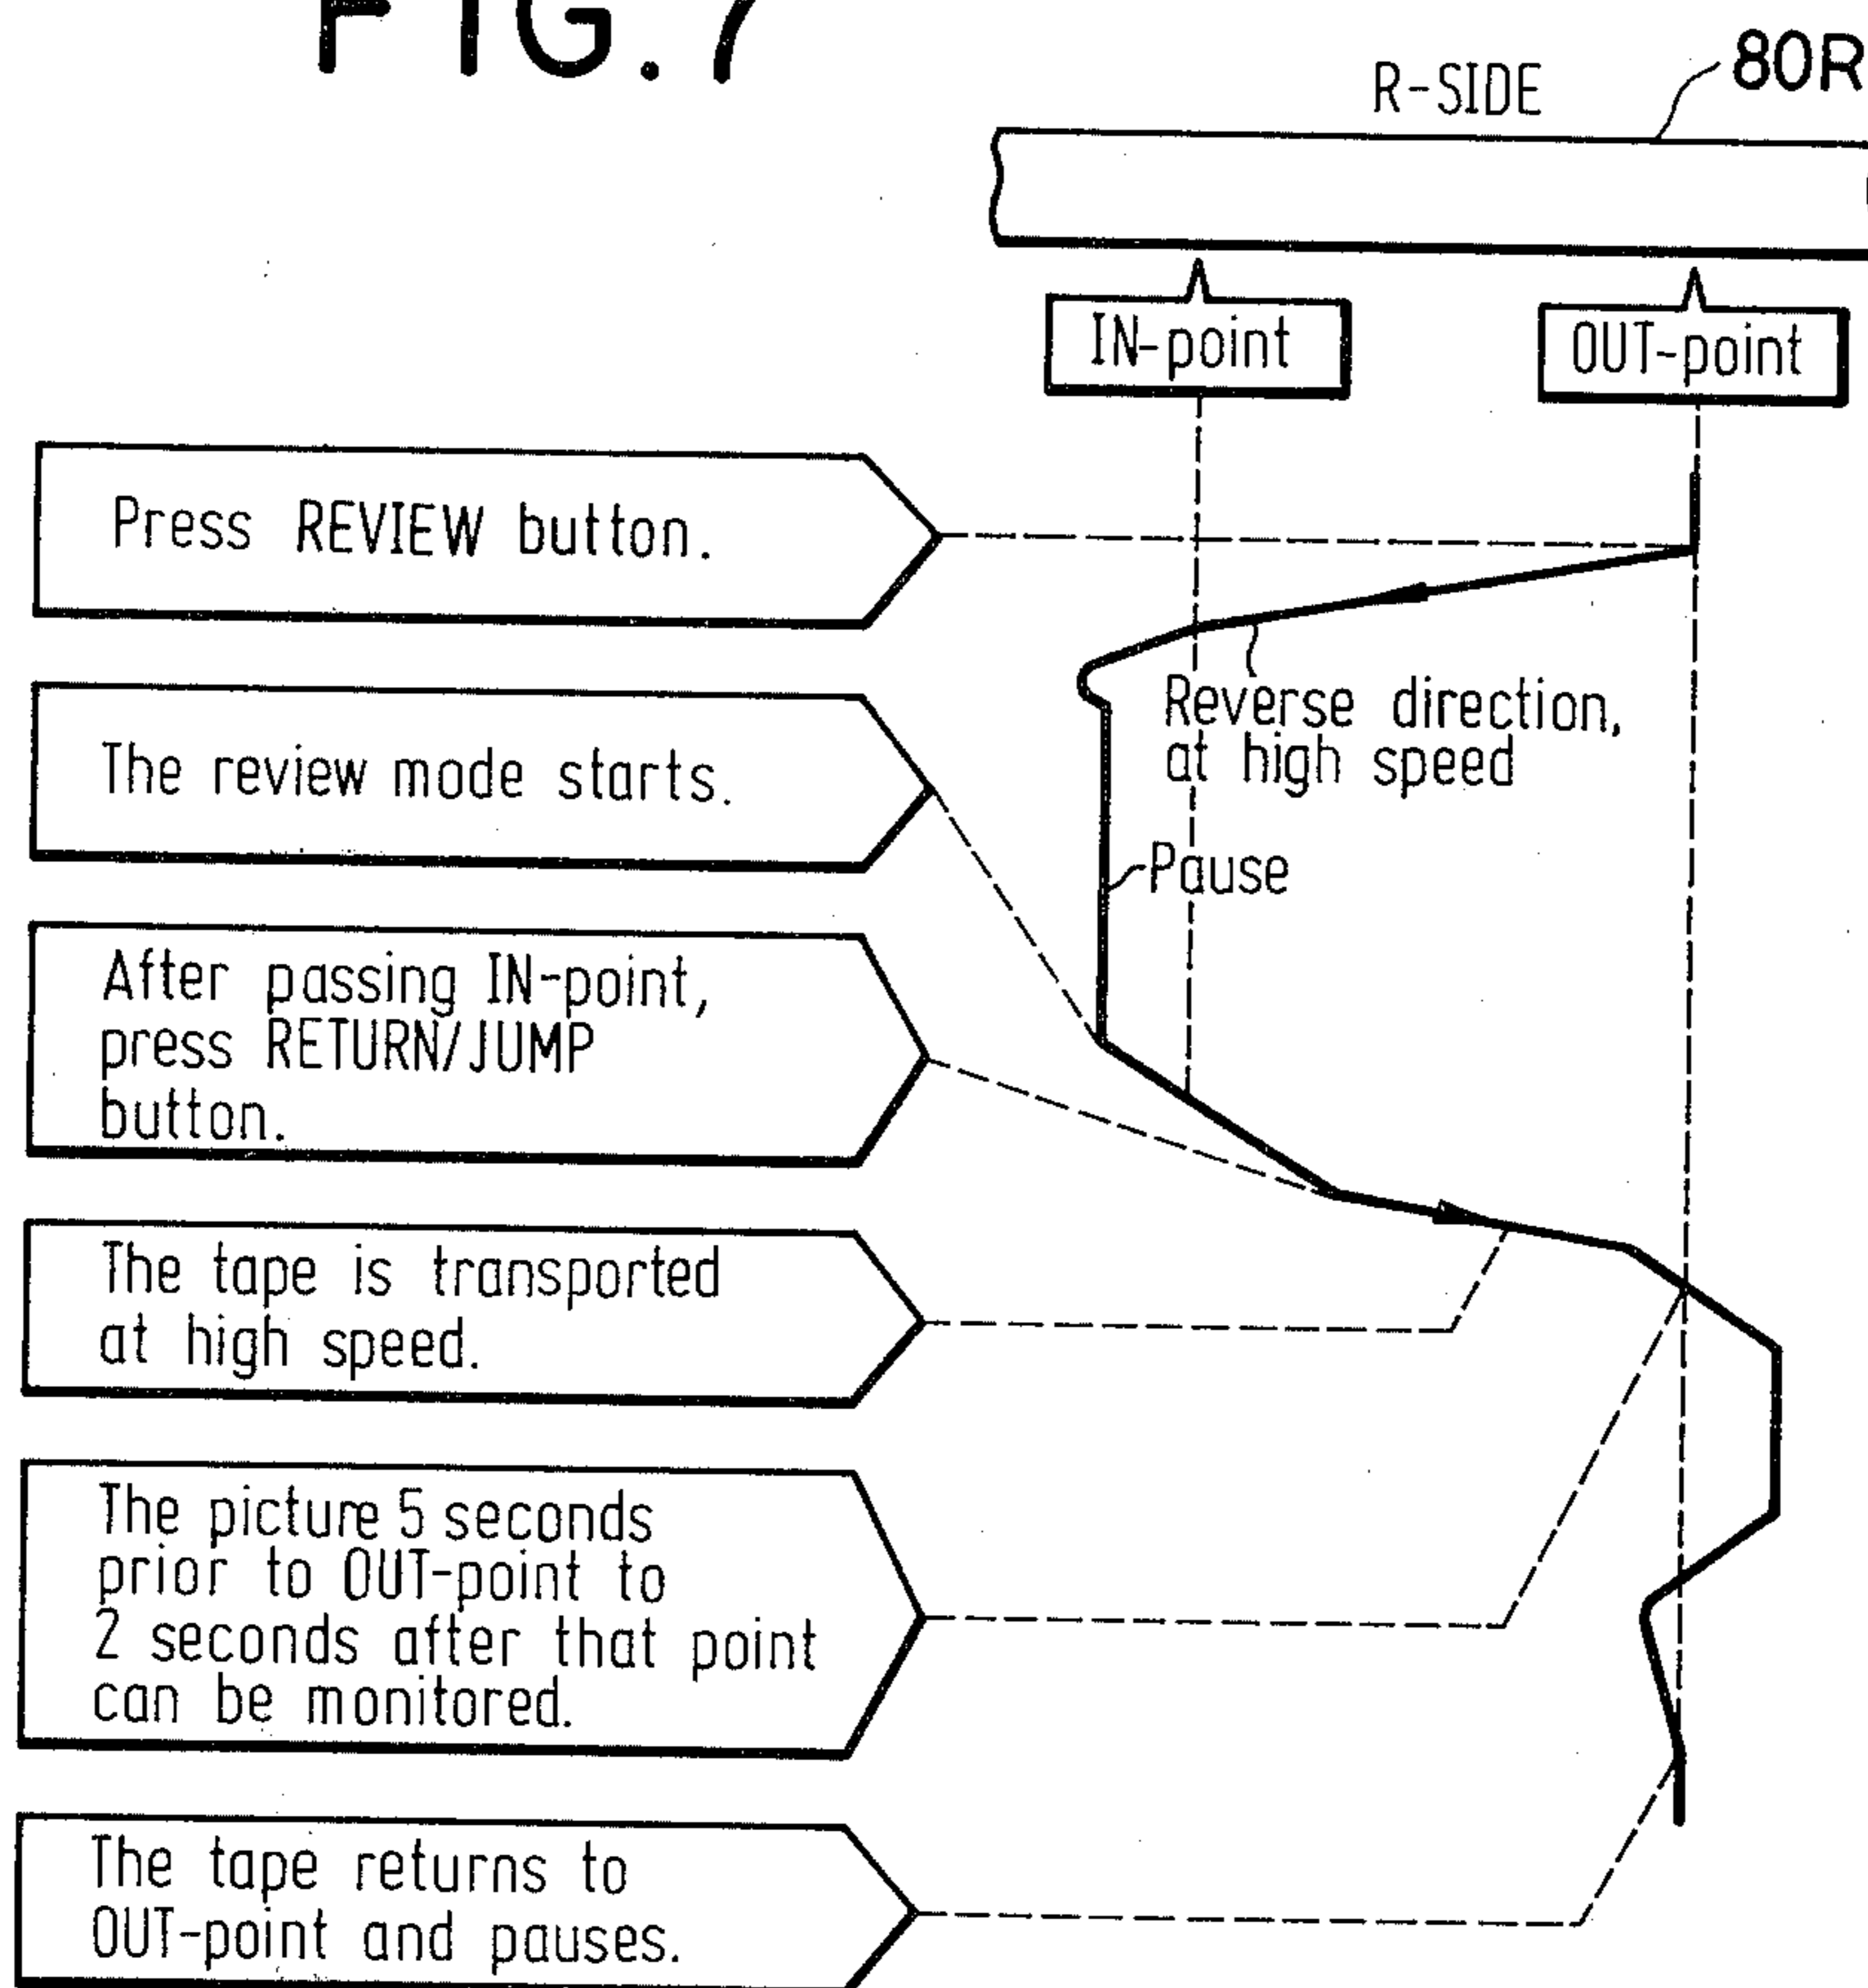 FIG. 7
R-SIDE
80R
IN-point
OUT-point
Press REVIEW button.
Reverse direction,
at high speed
The review mode starts.
Pause
After passing IN-point,
press RETURN/JUMP
button.
The tape is transported
at high speed.
The picture 5 seconds
prior to OUT-point to
2 seconds after that point
can be monitored.
The tape returns to
OUT-point and pauses.